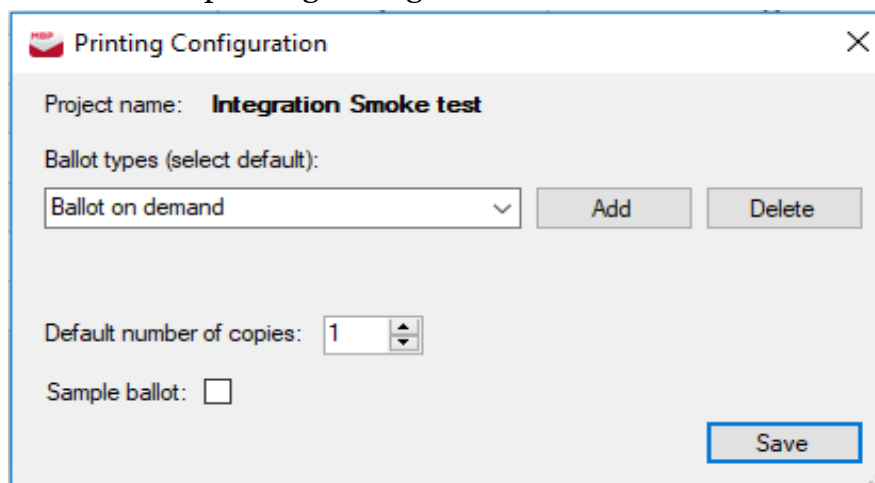 MBP Printing Configuration
Project name: Integration Smoke test
Ballot types (select default):
Ballot on demand Add Delete
Default number of copies: 1
Sample ballot:
Save